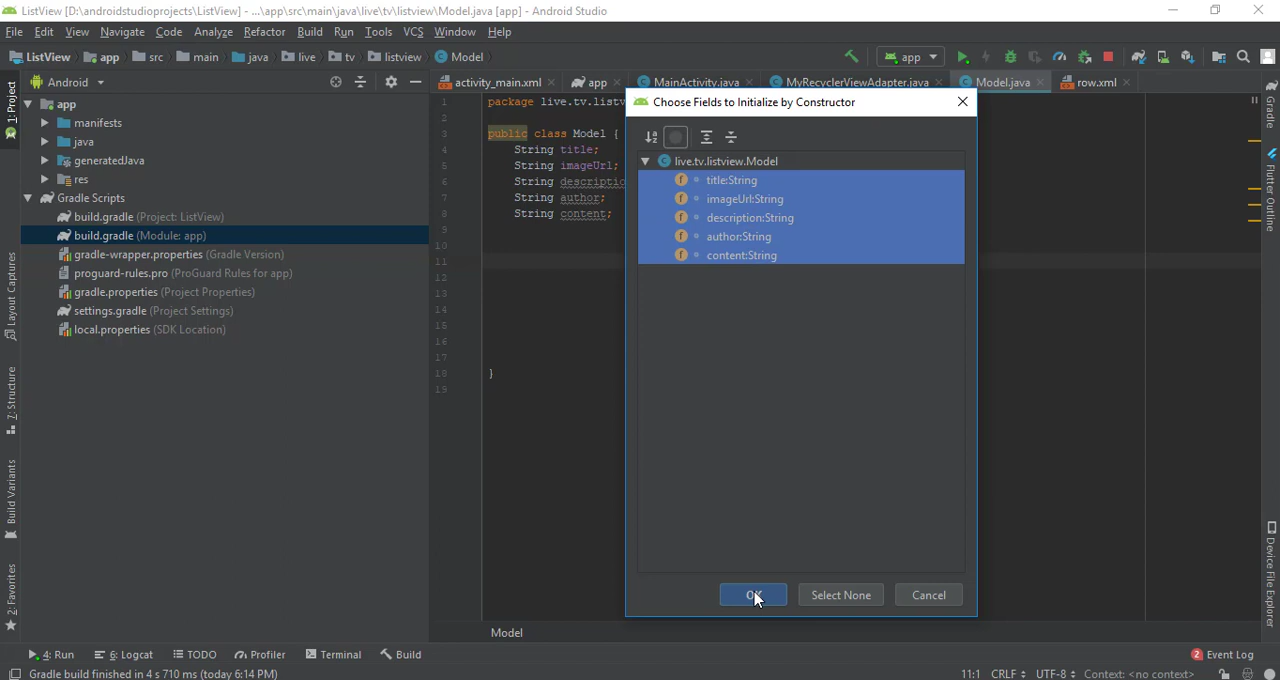 ListView [D:\androidstudioprojects\ListView] - ...\app\src\main\java\live\tv\listview\Model.java [app] - Android Studio
File Edit View Navigate Code Analyze Refactor Build Run Tools VCS Window Help
ListView app src main java live tv listview Model app
1: Project Android activity_main.xml app MainActivity.java MyRecyclerViewAdapter.java Model.java row.xml Gradle
app
manifests
java
generatedJava
res
Gradle Scripts
build.gradle (Project: ListView)
build.gradle (Module: app)
gradle-wrapper.properties (Gradle Version)
proguard-rules.pro (ProGuard Rules for app)
gradle.properties (Project Properties)
settings.gradle (Project Settings)
local.properties (SDK Location)
Layout Captures
7: Structure
Build Variants
2: Favorites
1 package live.tv.listv
2
3 public class Model {
4 String title;
5 String imageUrl;
6 String descriptio
7 String author;
8 String content;
9
10
11
12
13
14
15
16
17
18 }
19
Choose Fields to Initialize by Constructor
live.tv.listview.Model
f title:String
f imageUrl:String
f description:String
f author:String
f content:String
OK Select None Cancel
Flutter Outline
Device File Explorer
Model
4: Run 6: Logcat TODO Profiler Terminal Build 2 Event Log
Gradle build finished in 4 s 710 ms (today 6:14 PM) 11:1 CRLF UTF-8 Context: <no context>